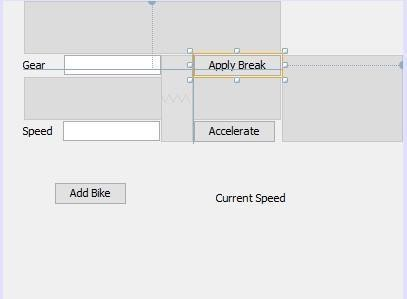 Gear Apply Break
Speed Accelerate
Add Bike
Current Speed